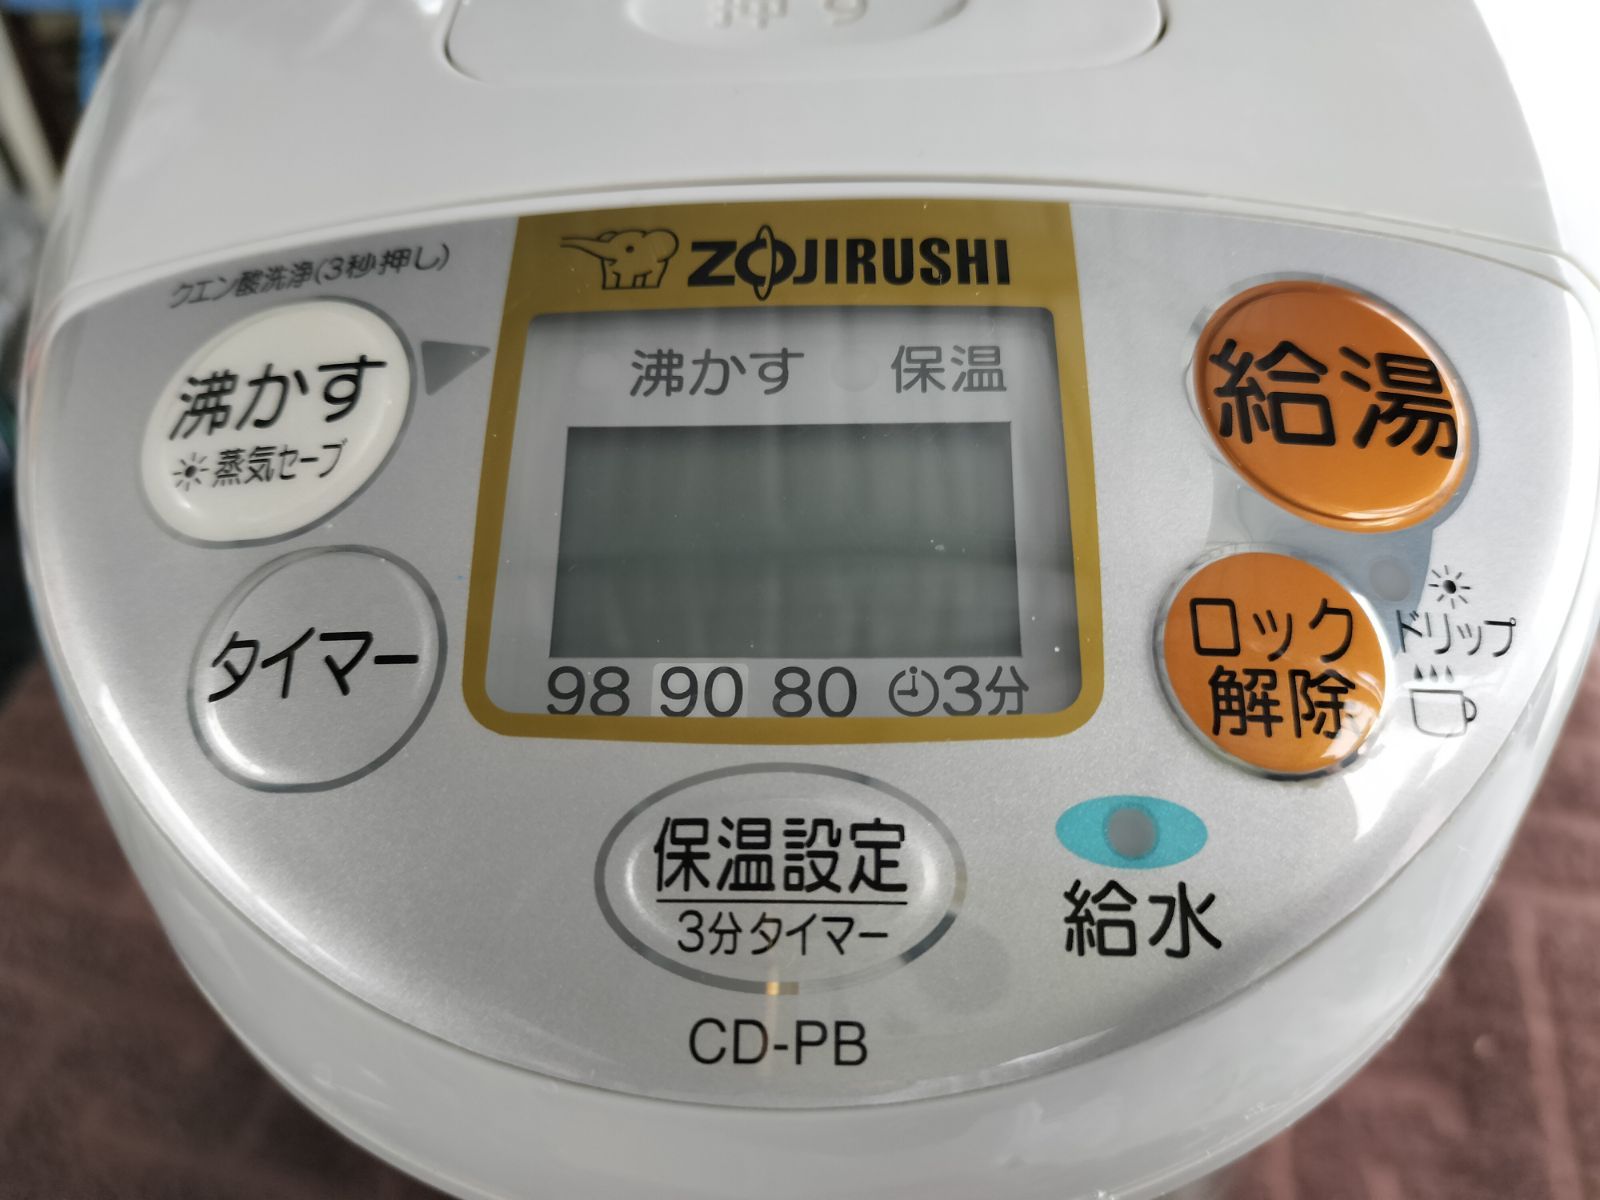 押す
ZOJIRUSHI
クエン酸洗浄(3秒押し)
沸かす
蒸気セーブ
タイマー
沸かす 保温
98 90 80 3分
給湯
ロック
解除
ドリップ
保温設定
3分タイマー
給水
CD-PB